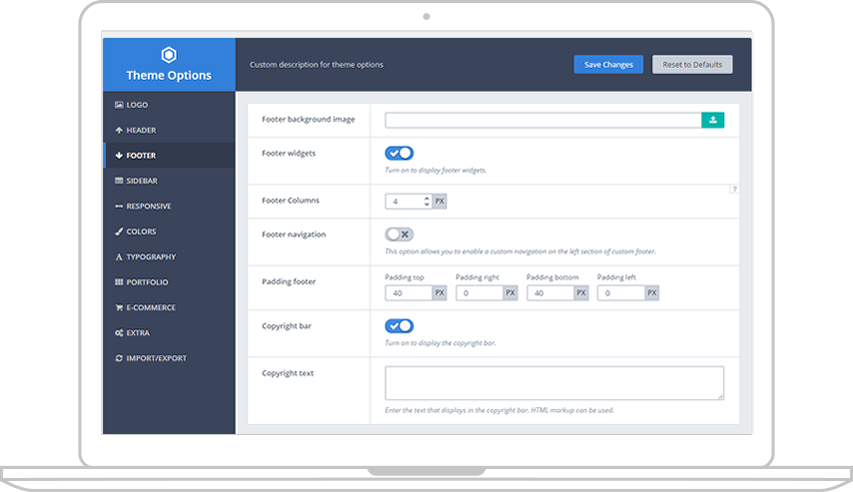 Theme Options
Custom description for theme options
Save Changes
Reset to Defaults
LOGO
HEADER
FOOTER
SIDEBAR
RESPONSIVE
COLORS
TYPOGRAPHY
PORTFOLIO
E-COMMERCE
EXTRA
IMPORT/EXPORT
Footer background image
Footer widgets
Turn on to display footer widgets.
?
Footer Columns
4 PX
Footer navigation
This option allows you to enable a custom navigation on the left section of custom footer.
Padding footer
Padding top Padding right Padding bottom Padding left
40 PX 0 PX 40 PX 0 PX
Copyright bar
Turn on to display the copyright bar.
Copyright text
Enter the text that displays in the copyright bar. HTML markup can be used.